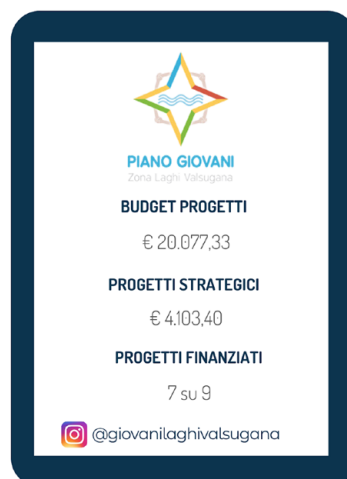 PIANO GIOVANI
Zona Laghi Valsugana
BUDGET PROGETTI
€ 20.077,33
PROGETTI STRATEGICI
€ 4.103,40
PROGETTI FINANZIATI
7 su 9
@giovanilaghivalsugana